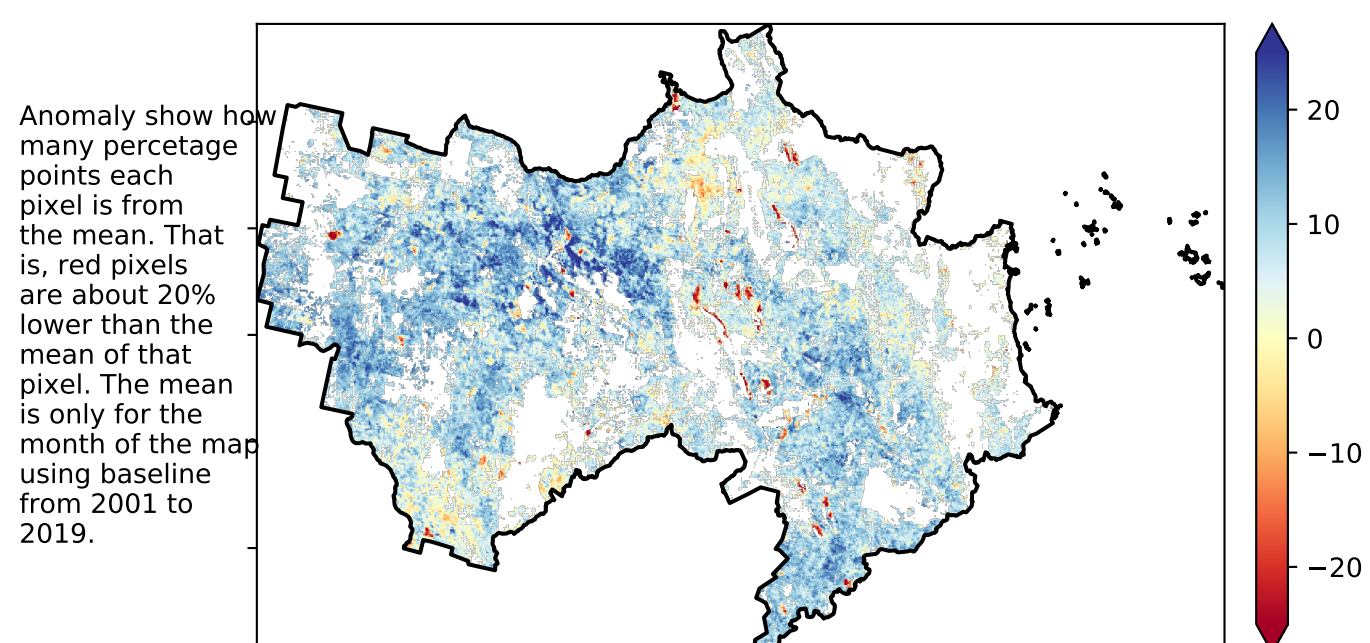 Anomaly show how
many percetage
points each
pixel is from
the mean. That
is, red pixels
are about 20%
lower than the
mean of that
pixel. The mean
is only for the
month of the map
using baseline
from 2001 to
2019.
20
10
0
−10
−20